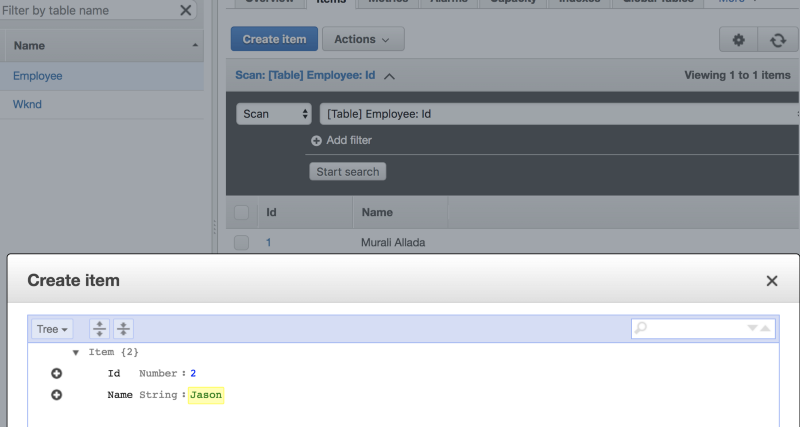 Filter by table name
Name
Employee
Wknd
Overview Items Metrics Alarms Capacity Indexes Global Tables More
Create item Actions
Scan: [Table] Employee: Id Viewing 1 to 1 items
Scan [Table] Employee: Id
Add filter
Start search
Id Name
1 Murali Allada
Create item
Tree
Item {2}
Id Number : 2
Name String : Jason